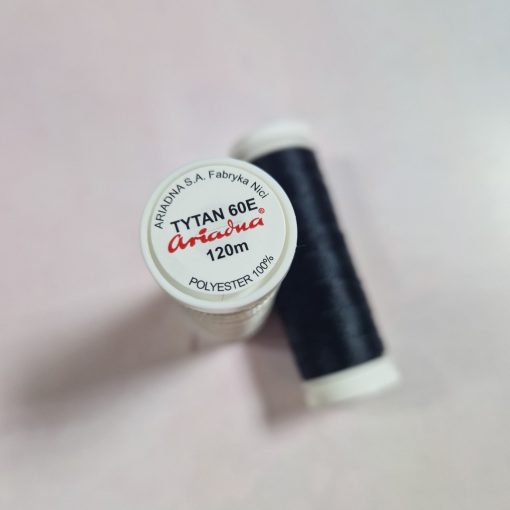 ARIADNA S.A. Fabryka Nici
TYTAN 60E
ariadna®
120m
POLYESTER 100%